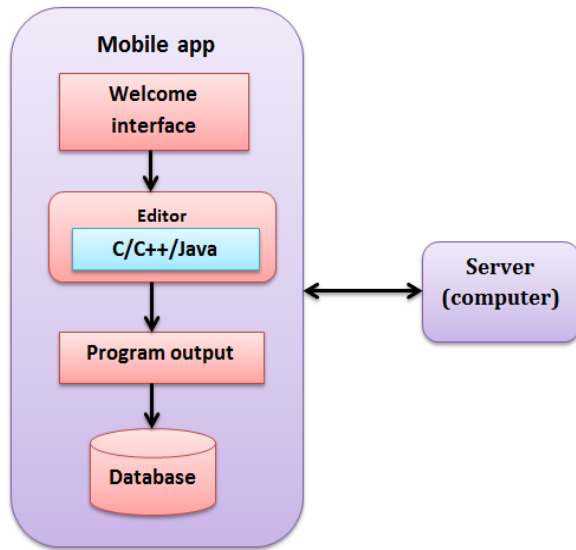 Mobile app
Welcome
interface
Editor
C/C++/Java
Program output
Database
Server
(computer)